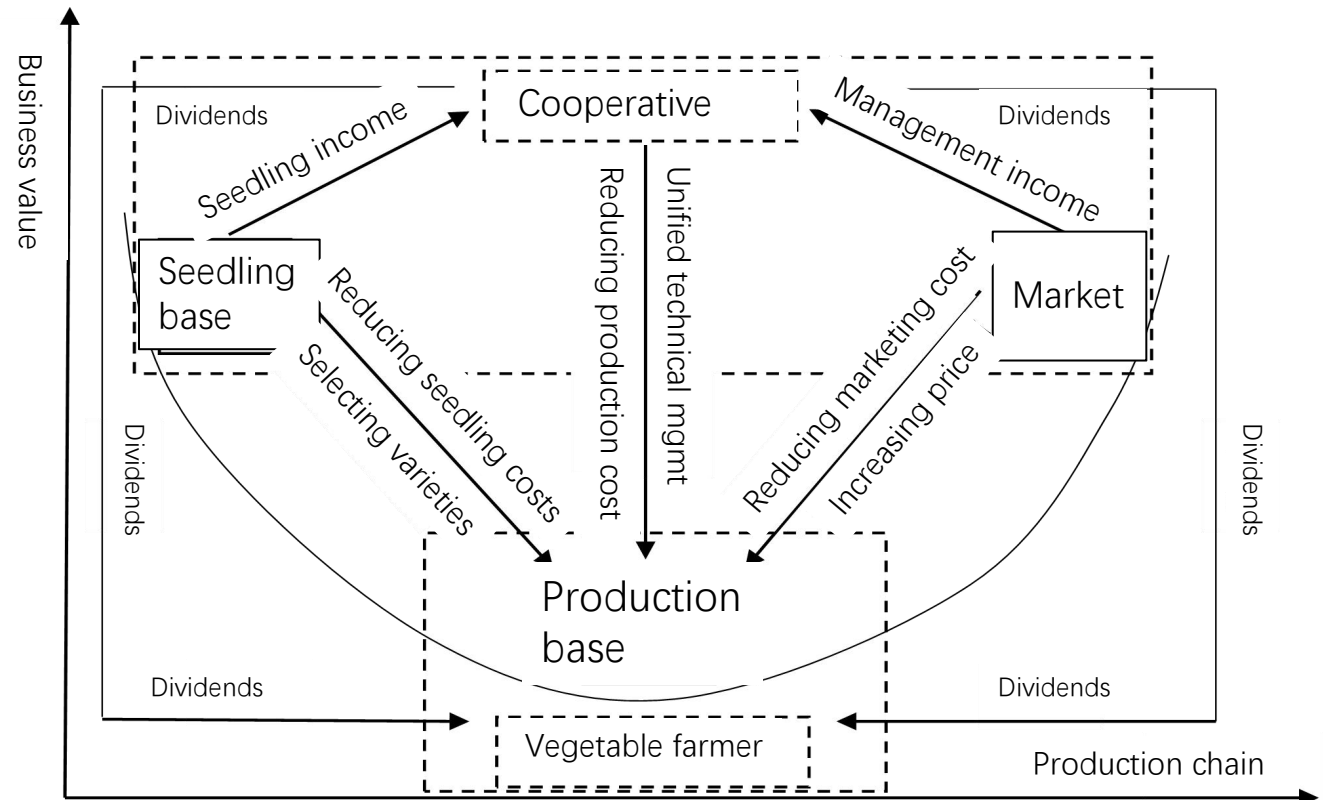 Business value
Cooperative
Dividends
Seedling income
Management income
Dividends
Seedling
base
Market
Reducing seedling costs
Selecting varieties
Reducing production cost
Unified technical mgmt
Reducing marketing cost
Increasing price
Dividends
Dividends
Production
base
Dividends
Dividends
Vegetable farmer
Production chain